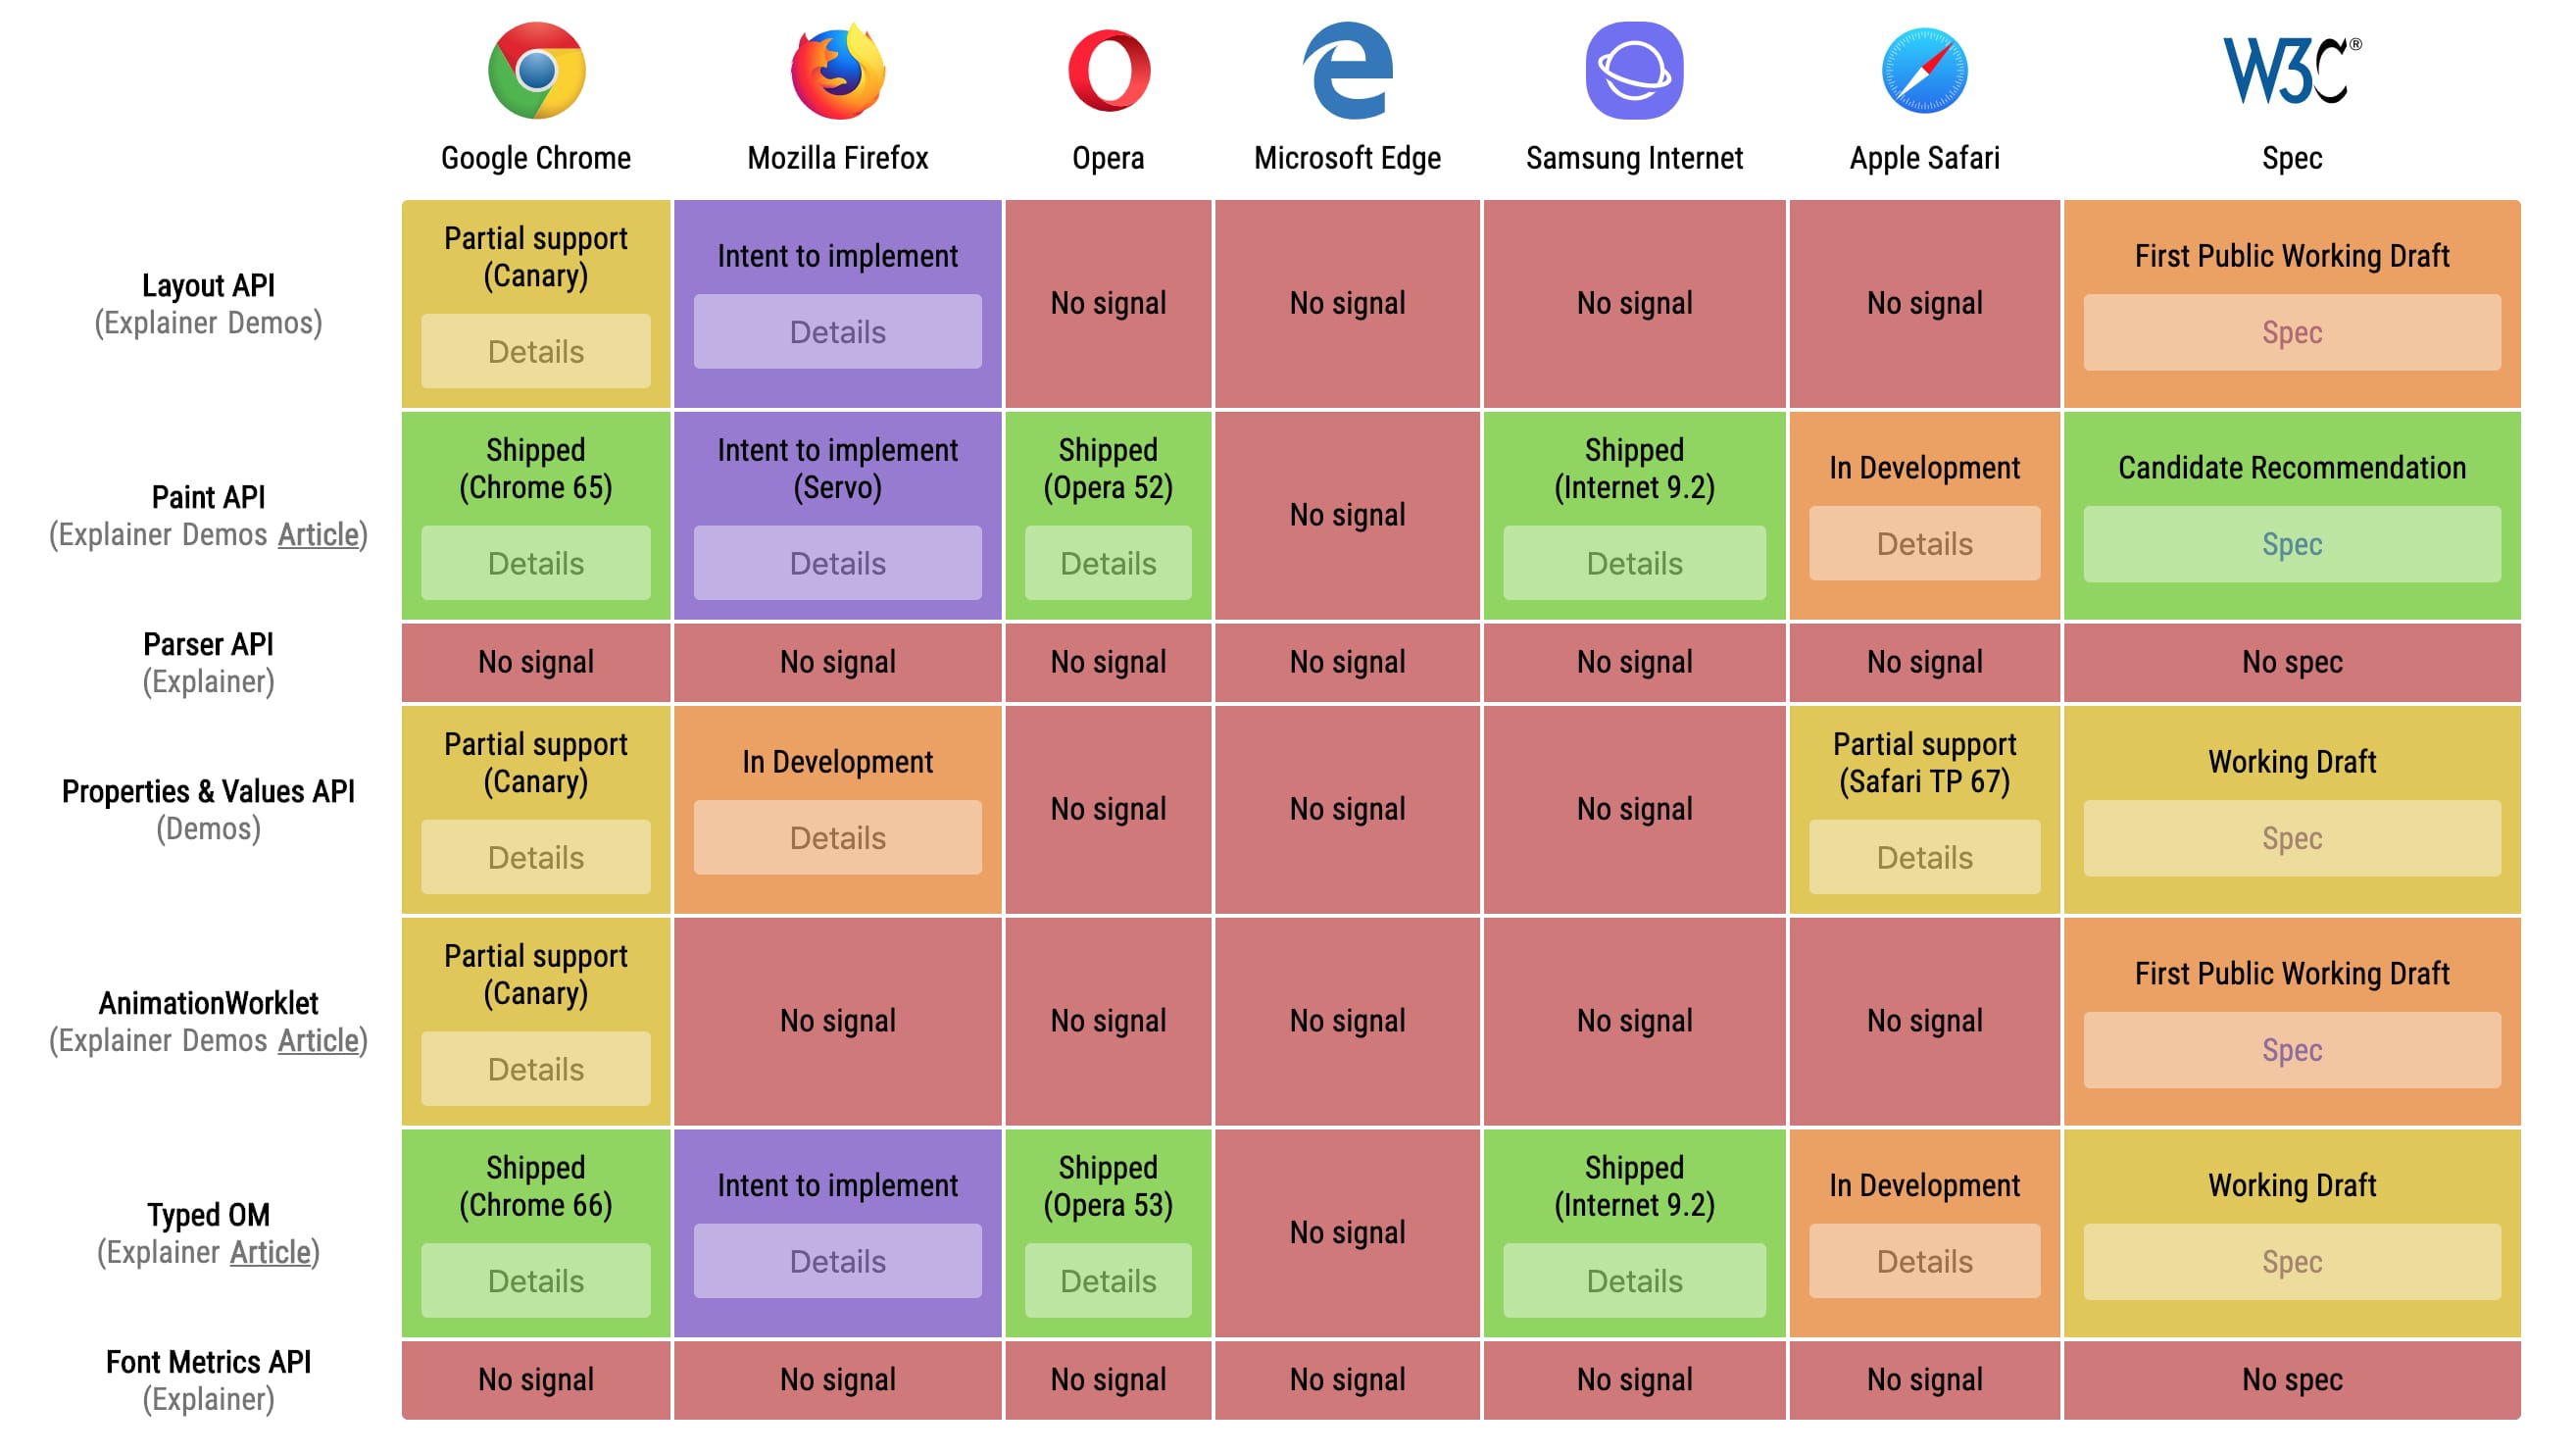 W3C®
Google Chrome
Mozilla Firefox
Opera
Microsoft Edge
Samsung Internet
Apple Safari
Spec
Layout API
(Explainer Demos)
Partial support
(Canary)
Details
Intent to implement
Details
No signal
No signal
No signal
No signal
First Public Working Draft
Spec
Paint API
(Explainer Demos Article)
Shipped
(Chrome 65)
Details
Intent to implement
(Servo)
Details
Shipped
(Opera 52)
Details
No signal
Shipped
(Internet 9.2)
Details
In Development
Details
Candidate Recommendation
Spec
Parser API
(Explainer)
No signal
No signal
No signal
No signal
No signal
No signal
No spec
Properties & Values API
(Demos)
Partial support
(Canary)
Details
In Development
Details
No signal
No signal
No signal
Partial support
(Safari TP 67)
Details
Working Draft
Spec
AnimationWorklet
(Explainer Demos Article)
Partial support
(Canary)
Details
No signal
No signal
No signal
No signal
No signal
First Public Working Draft
Spec
Typed OM
(Explainer Article)
Shipped
(Chrome 66)
Details
Intent to implement
Details
Shipped
(Opera 53)
Details
No signal
Shipped
(Internet 9.2)
Details
In Development
Details
Working Draft
Spec
Font Metrics API
(Explainer)
No signal
No signal
No signal
No signal
No signal
No signal
No spec